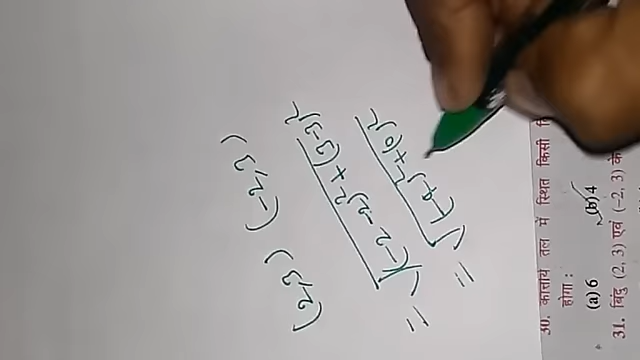 (2,3) (-2,3)
= √(-2-2)² + (3-3)²
= √(-4)² + (0)²
30. कार्तीय तल में स्थित किसी
होगा :
(a) 6 (b) 4
31. बिंदु (2, 3) एवं (-2, 3) के